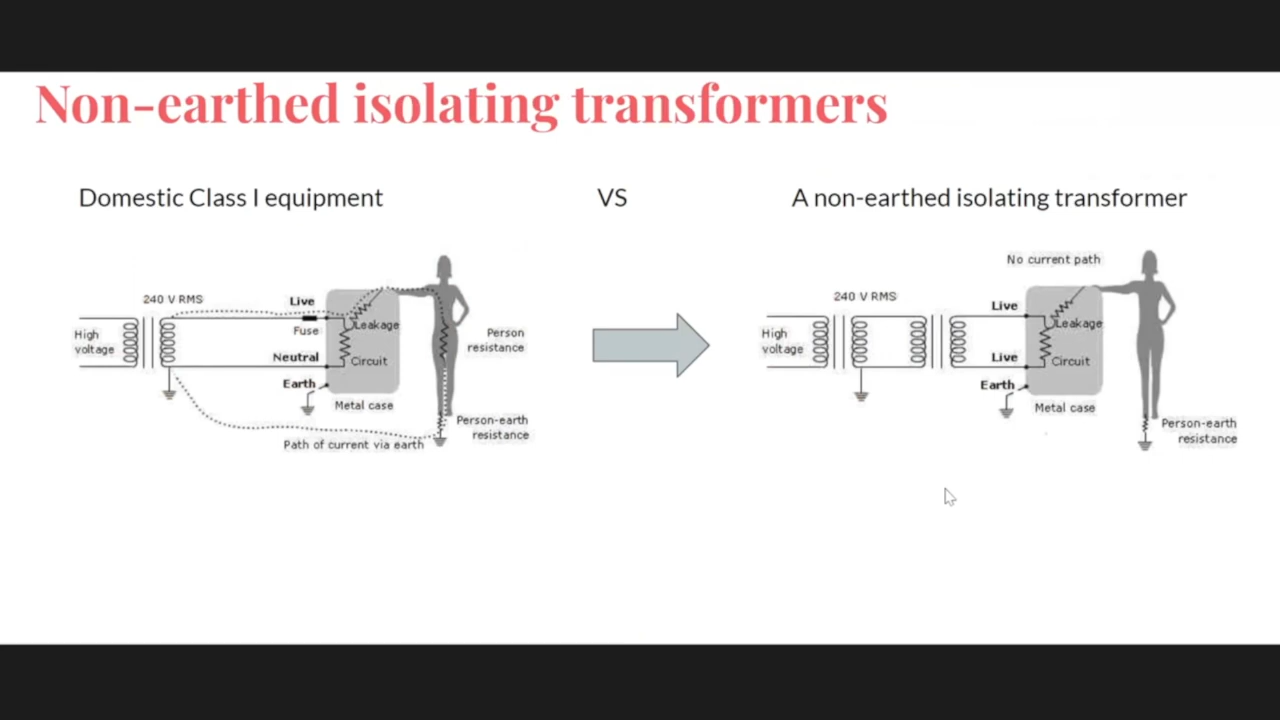 Non-earthed isolating transformers
Domestic Class I equipment
VS
A non-earthed isolating transformer
240 V RMS
High
voltage
Live
Fuse
Neutral
Earth
Leakage
Circuit
Metal case
Person
resistance
Person-earth
resistance
Path of current via earth
No current path
240 V RMS
High
voltage
Live
Live
Earth
Leakage
Circuit
Metal case
Person-earth
resistance